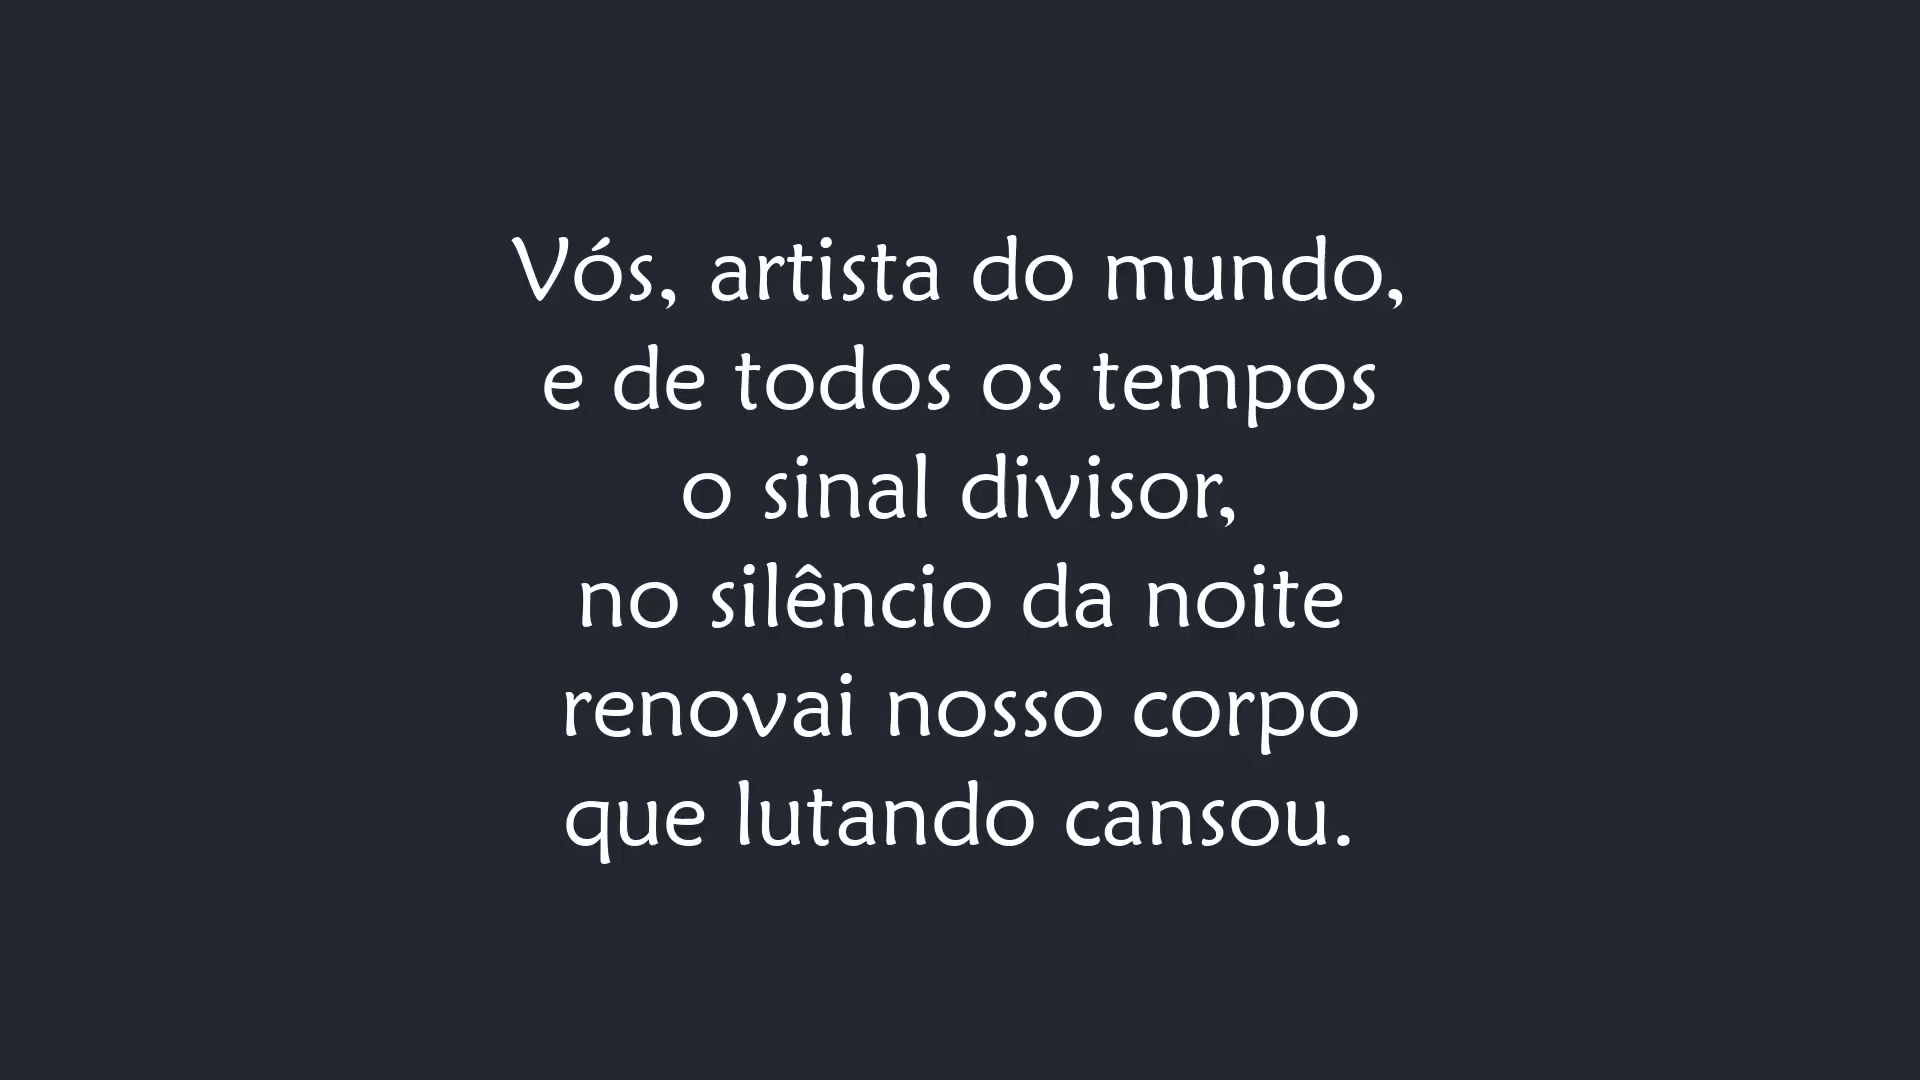 Vós, artista do mundo,
e de todos os tempos
o sinal divisor,
no silêncio da noite
renovai nosso corpo
que lutando cansou.